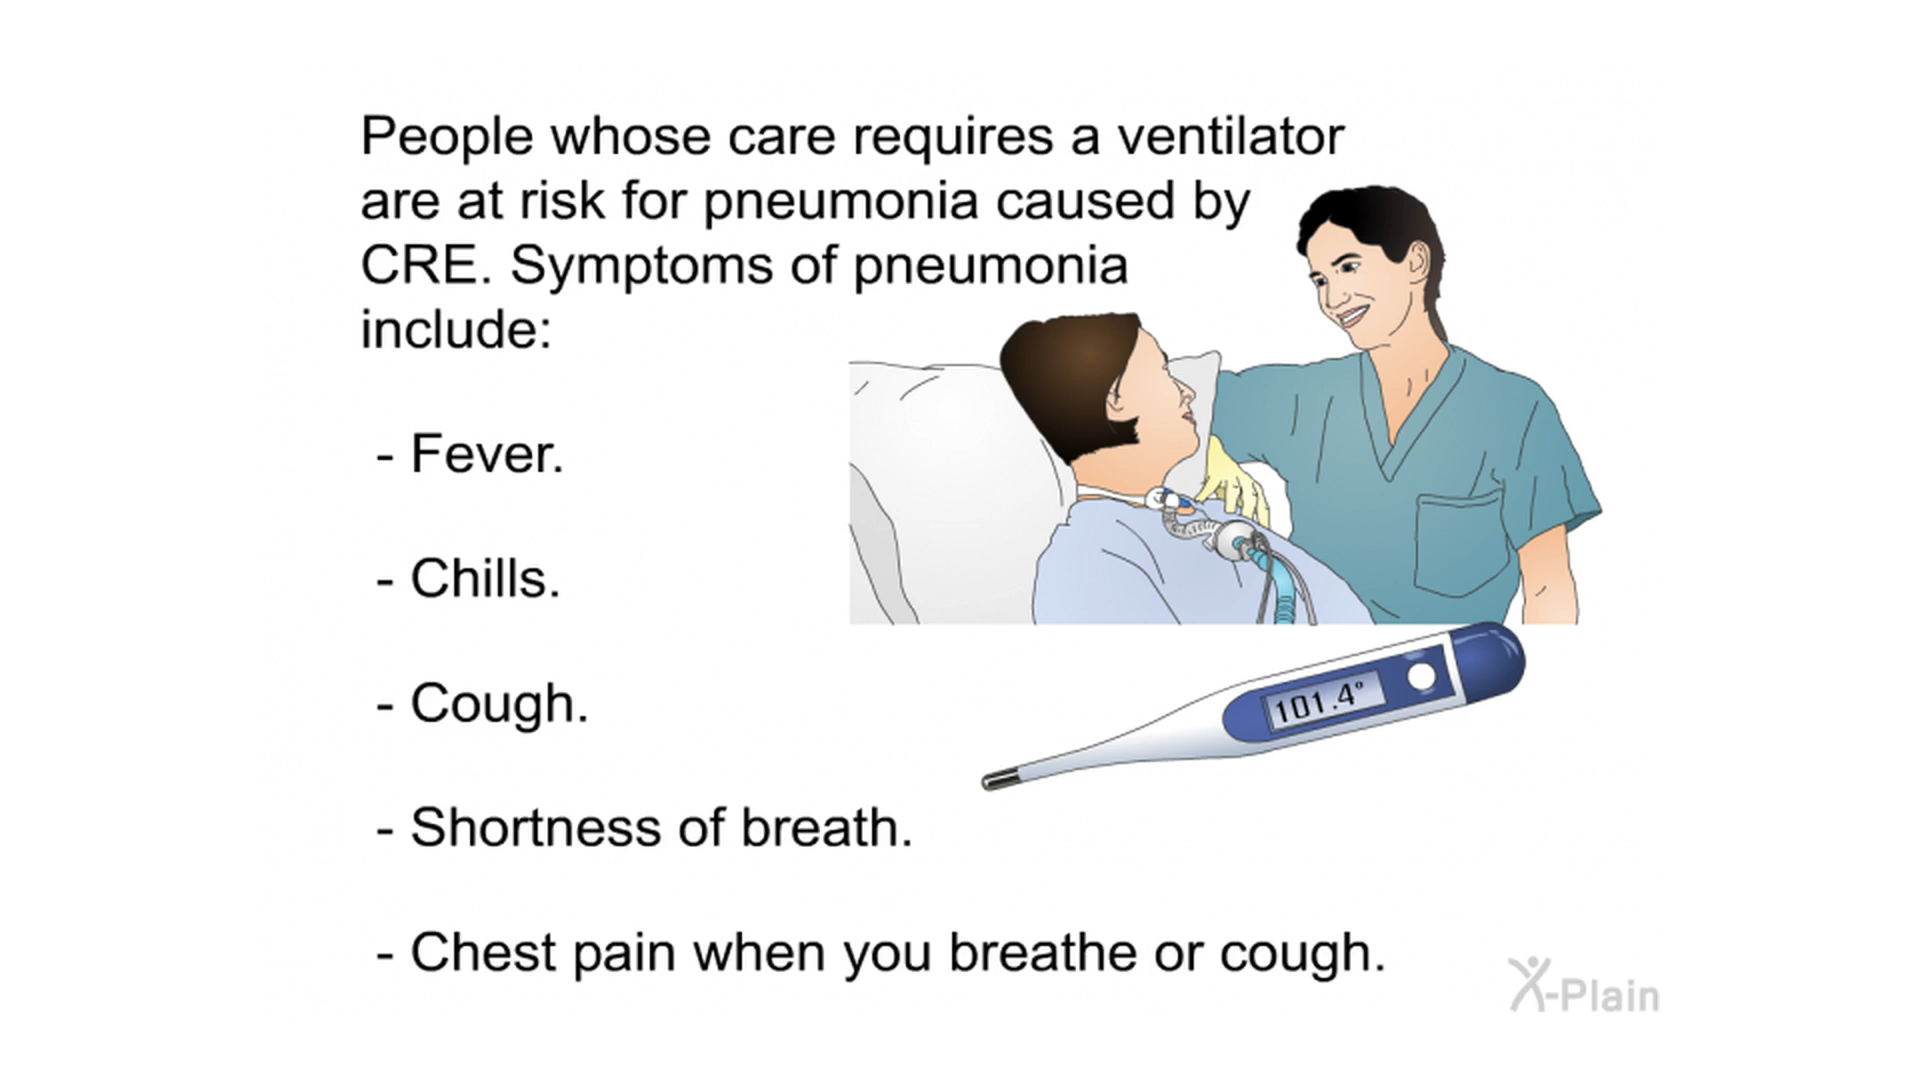 People whose care requires a ventilator
are at risk for pneumonia caused by
CRE. Symptoms of pneumonia
include:
- Fever.
- Chills.
- Cough.
101.4°
- Shortness of breath.
- Chest pain when you breathe or cough.
X-Plain